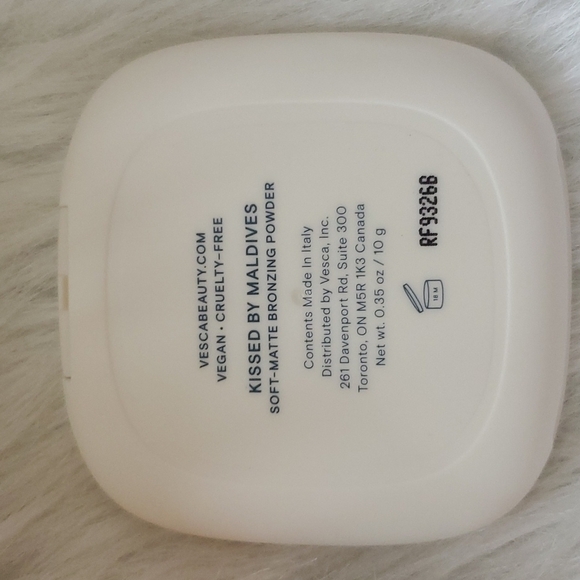 VESCABEAUTY.COM
VEGAN • CRUELTY-FREE
KISSED BY MALDIVES
SOFT-MATTE BRONZING POWDER
Contents Made In Italy
Distributed by Vesca, Inc.
261 Davenport Rd, Suite 300
Toronto, ON M5R 1K3 Canada
Net wt. 0.35 oz / 10 g
18 M
RF9326B